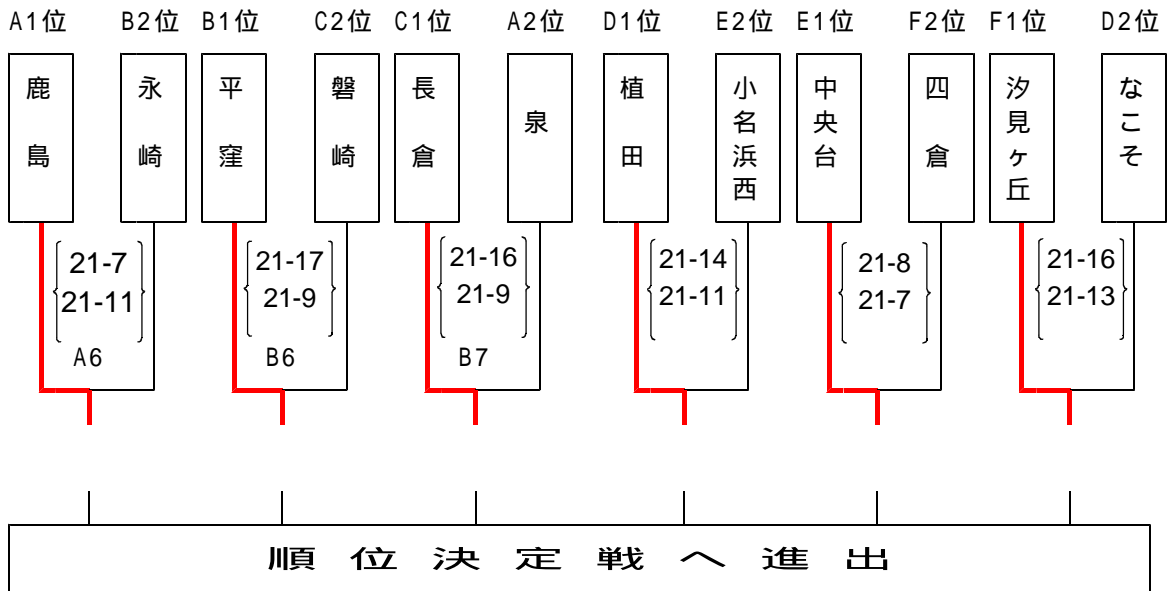 A1位 B2位 B1位 C2位 C1位 A2位 D1位 E2位 E1位 F2位 F1位 D2位
鹿島 永崎 平窪 磐崎 長倉 泉 植田 小名浜西 中央台 四倉 汐見ヶ丘 なこそ
21-7 21-17 21-16 21-14 21-8 21-16
21-11 21-9 21-9 21-11 21-7 21-13
A6 B6 B7
順位決定戦へ進出